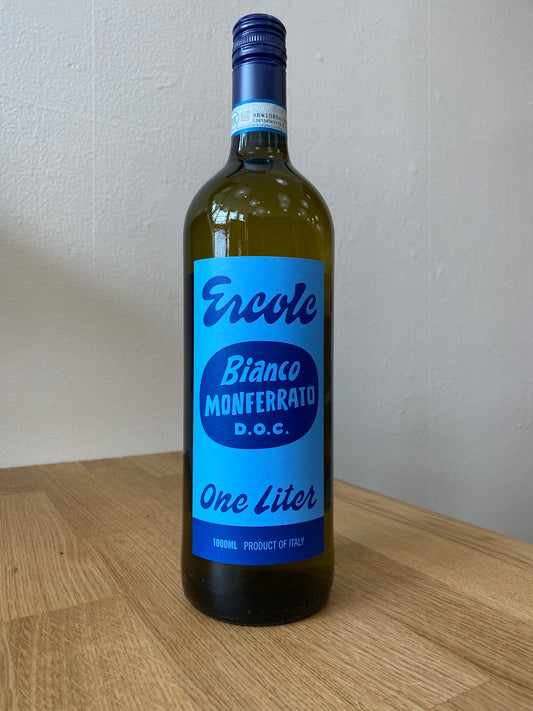 Ercole
Bianco
MONFERRATO
D.O.C.
One Liter
1000ML PRODUCT OF ITALY